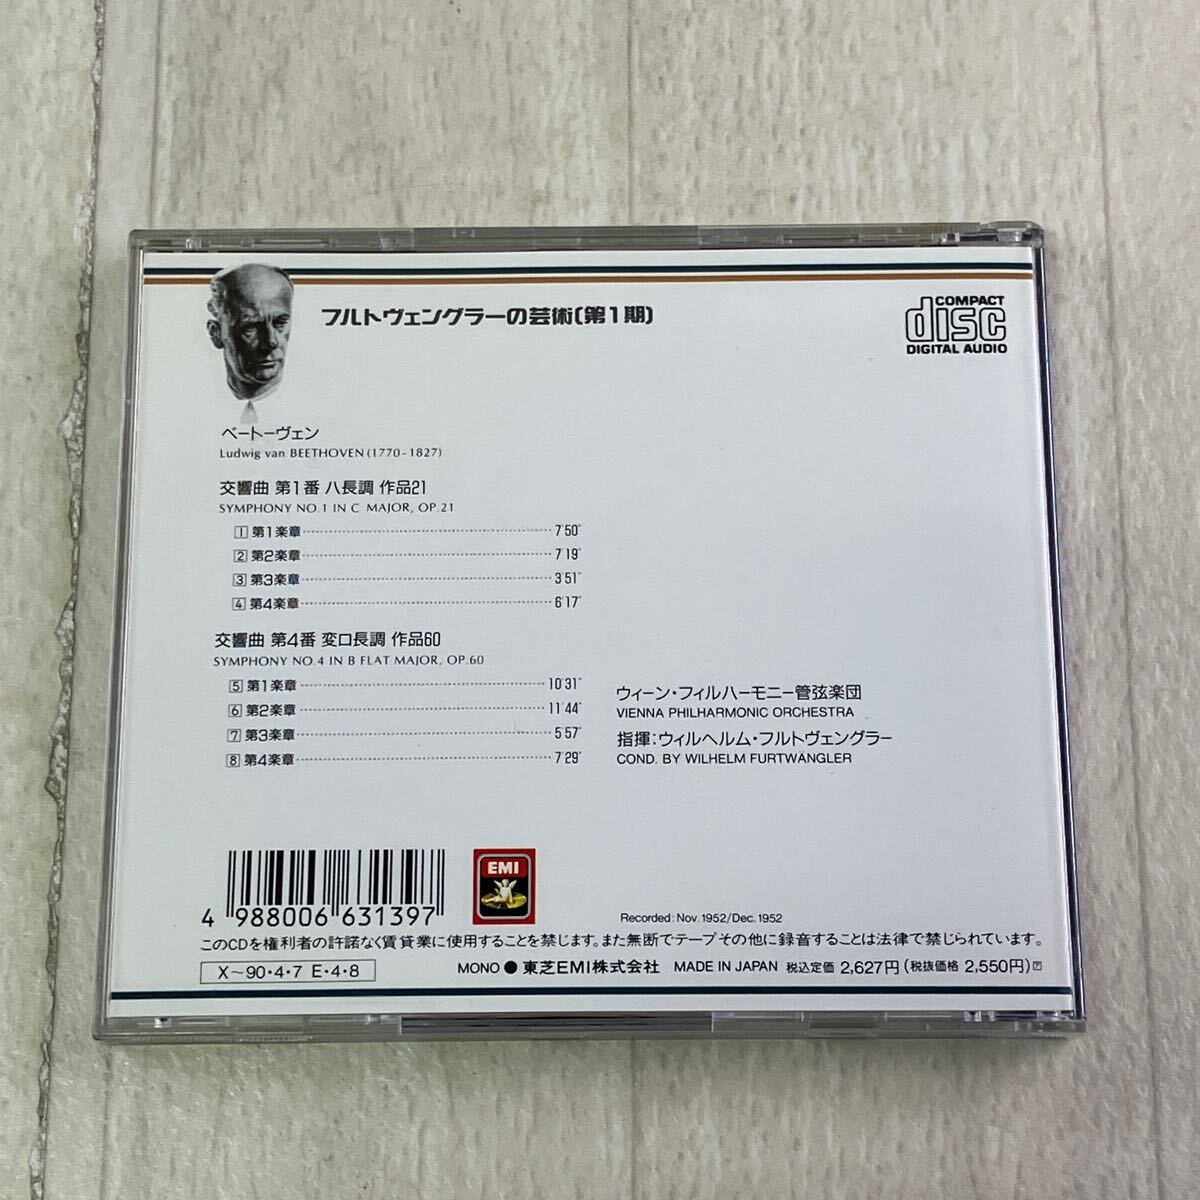 フルトヴェングラーの芸術(第1期)
COMPACT
disc
DIGITAL AUDIO
ベートーヴェン
Ludwig van BEETHOVEN (1770-1827)
交響曲 第1番 ハ長調 作品21
SYMPHONY NO.1 IN C MAJOR, OP.21
1 第1楽章 7'50"
2 第2楽章 7'19"
3 第3楽章 3'51"
4 第4楽章 6'17"
交響曲 第4番 変ロ長調 作品60
SYMPHONY NO.4 IN B FLAT MAJOR, OP.60
5 第1楽章 10'31"
6 第2楽章 11'44"
7 第3楽章 5'57"
8 第4楽章 7'29"
ウィーン・フィルハーモニー管弦楽団
VIENNA PHILHARMONIC ORCHESTRA
指揮:ウィルヘルム・フルトヴェングラー
COND. BY WILHELM FURTWÄNGLER
EMI
4 988006 631397
Recorded: Nov. 1952/Dec. 1952
このCDを権利者の許諾なく賃貸業に使用することを禁じます。また無断でテープその他に録音することは法律で禁じられています。
X〜90・4・7 E・4・8
MONO ● 東芝EMI株式会社 MADE IN JAPAN 税込定価 2,627円(税抜価格 2,550円)